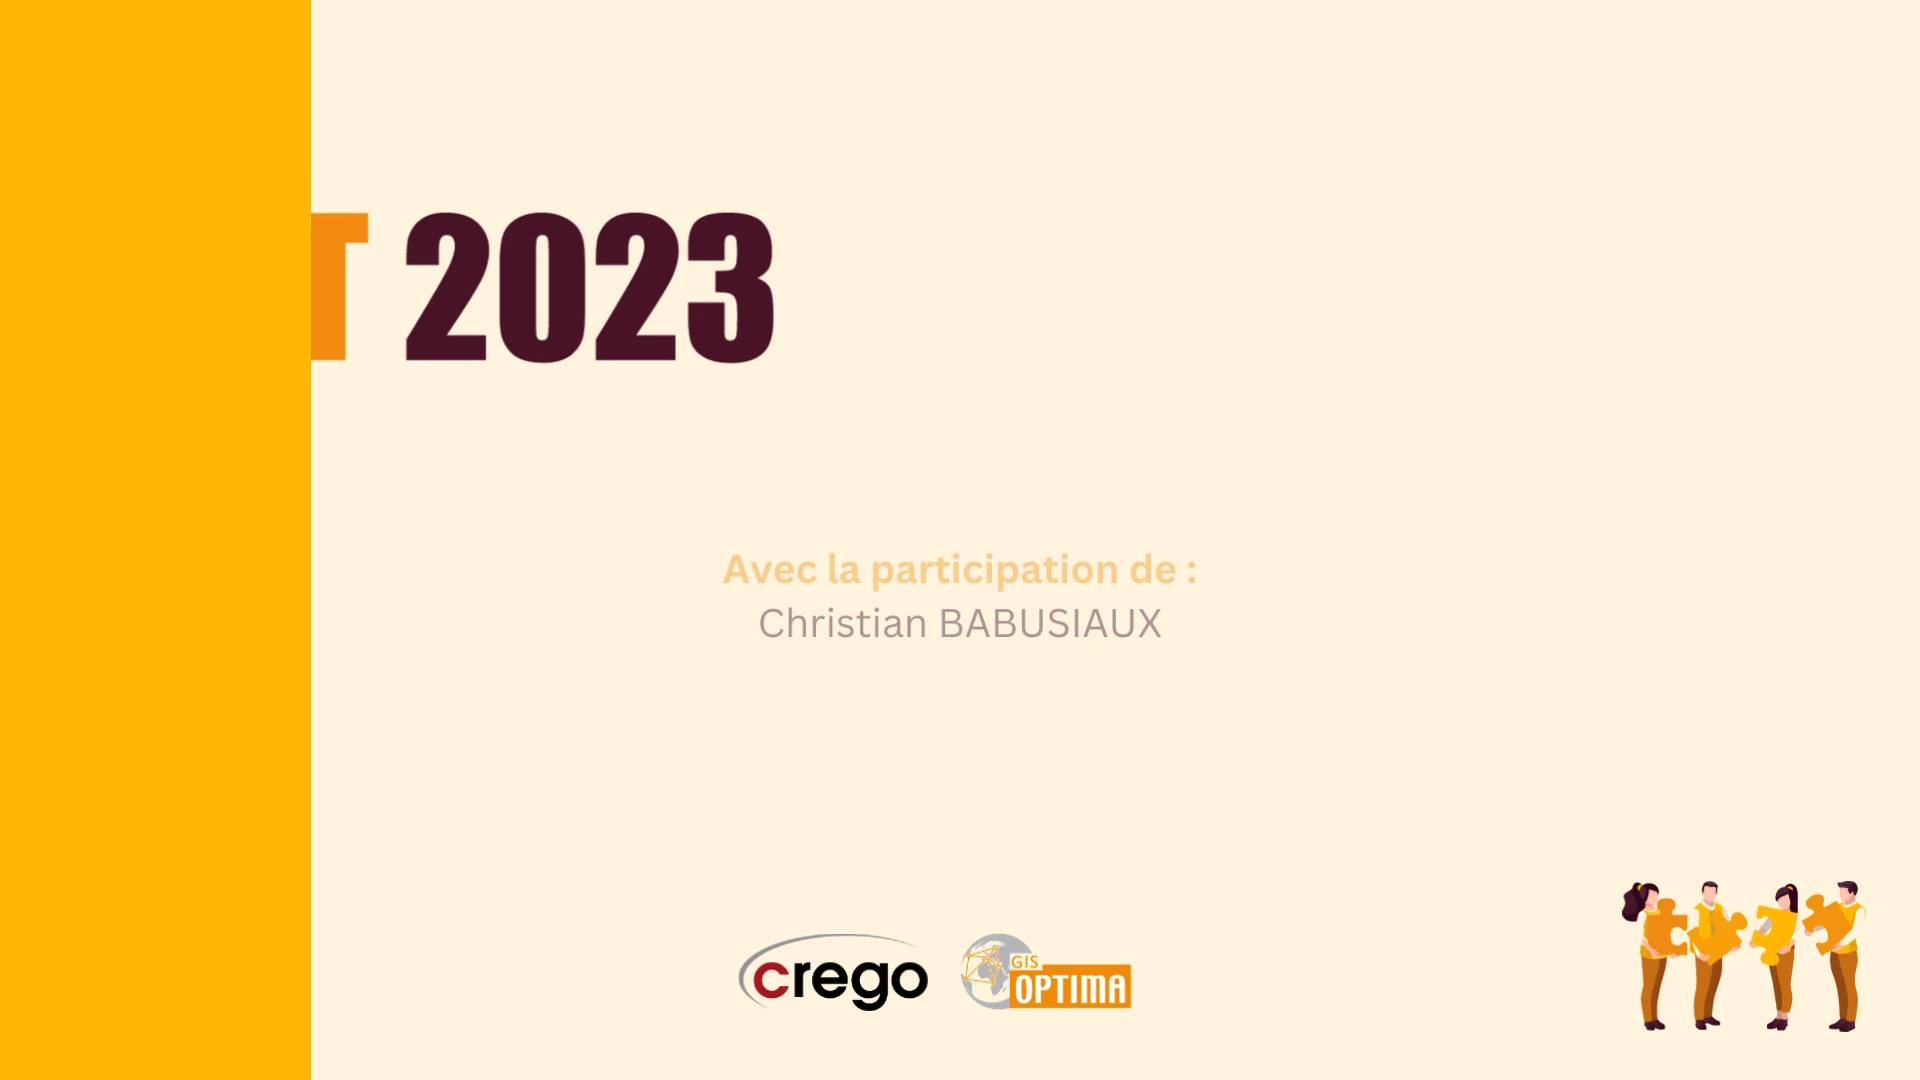 T 2023
Avec la participation de :
Christian BABUSIAUX
crego
GIS
OPTIMA